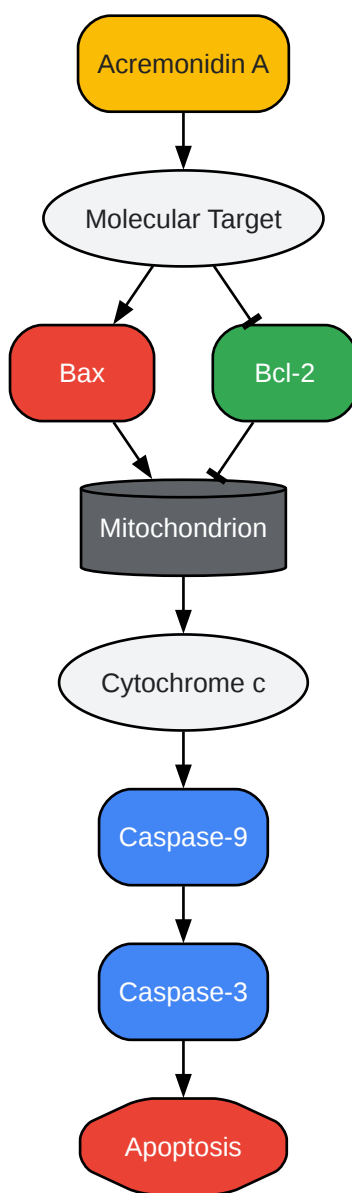 Acremonidin A
Molecular Target
Bax
Bcl-2
Mitochondrion
Cytochrome c
Caspase-9
Caspase-3
Apoptosis